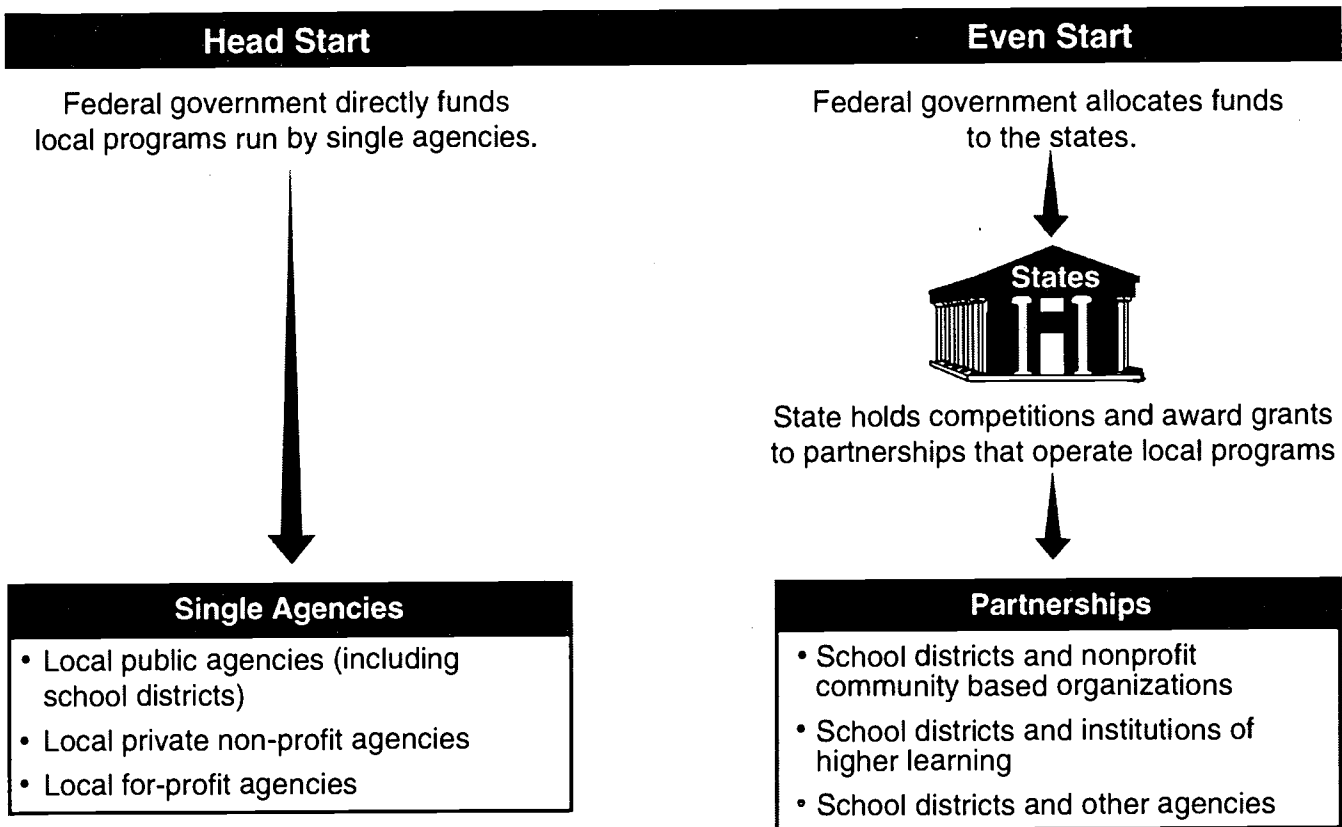 Head Start
Federal government directly funds
local programs run by single agencies.
Single Agencies
• Local public agencies (including
school districts)
• Local private non-profit agencies
• Local for-profit agencies
Even Start
Federal government allocates funds
to the states.
States
State holds competitions and award grants
to partnerships that operate local programs
Partnerships
• School districts and nonprofit
community based organizations
• School districts and institutions of
higher learning
• School districts and other agencies